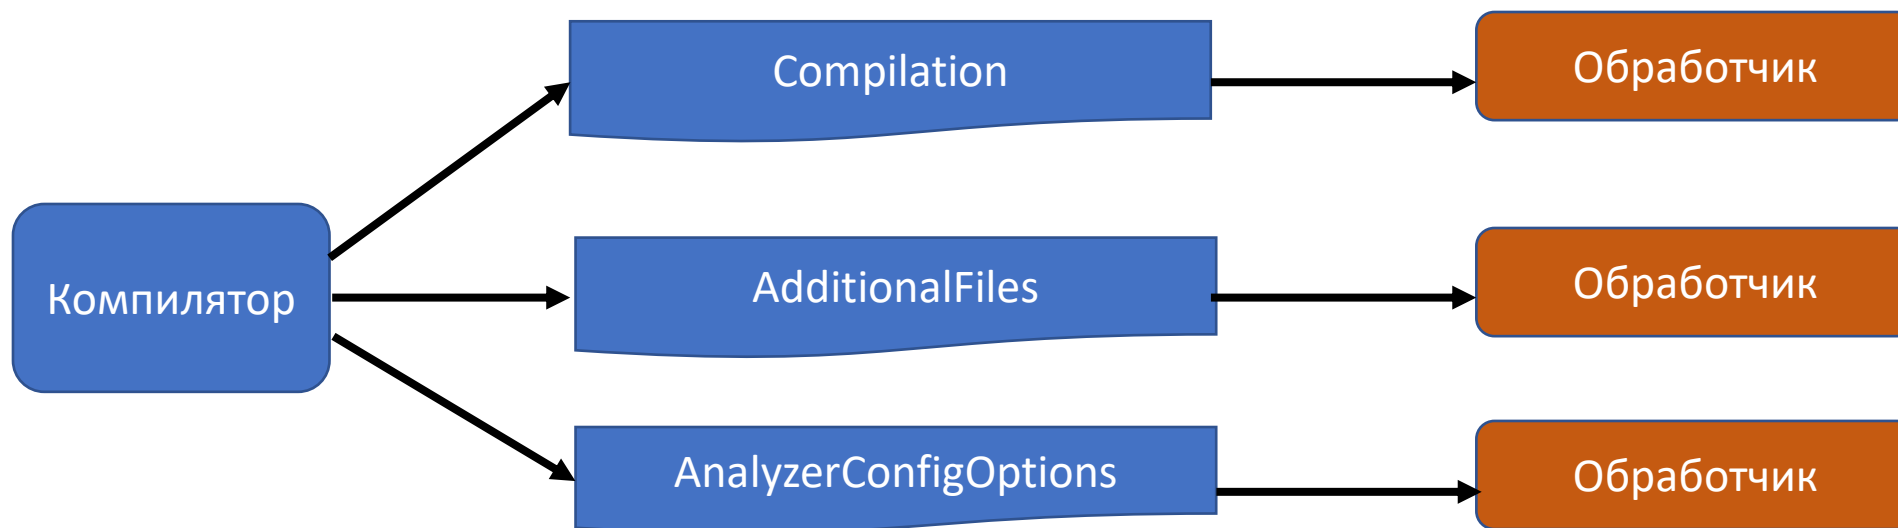 Compilation
Обработчик
Компилятор
AdditionalFiles
Обработчик
AnalyzerConfigOptions
Обработчик